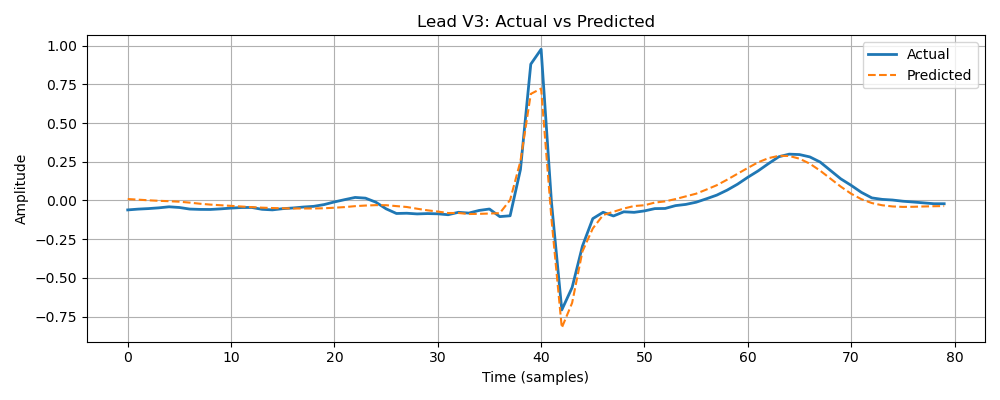 Lead V3: Actual vs Predicted
Actual
Predicted
Amplitude
1.00
0.75
0.50
0.25
0.00
−0.25
−0.50
−0.75
0 10 20 30 40 50 60 70 80
Time (samples)